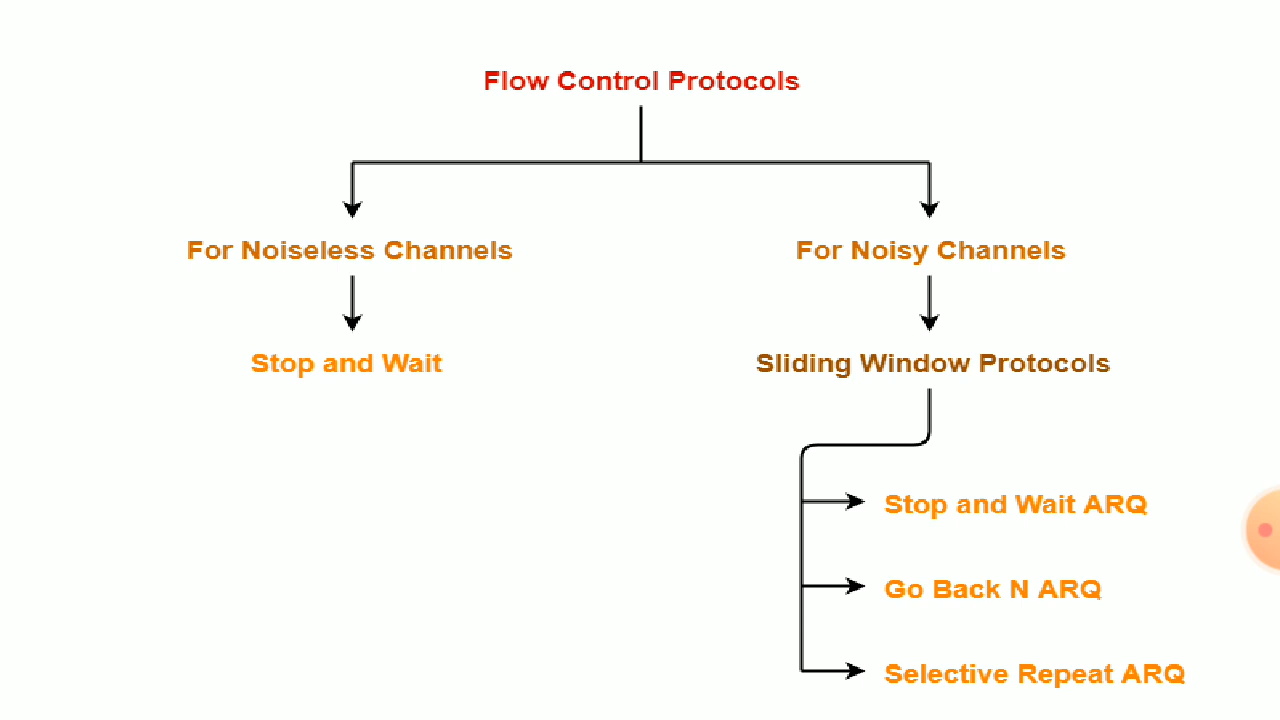 Flow Control Protocols
For Noiseless Channels
For Noisy Channels
Stop and Wait
Sliding Window Protocols
Stop and Wait ARQ
Go Back N ARQ
Selective Repeat ARQ